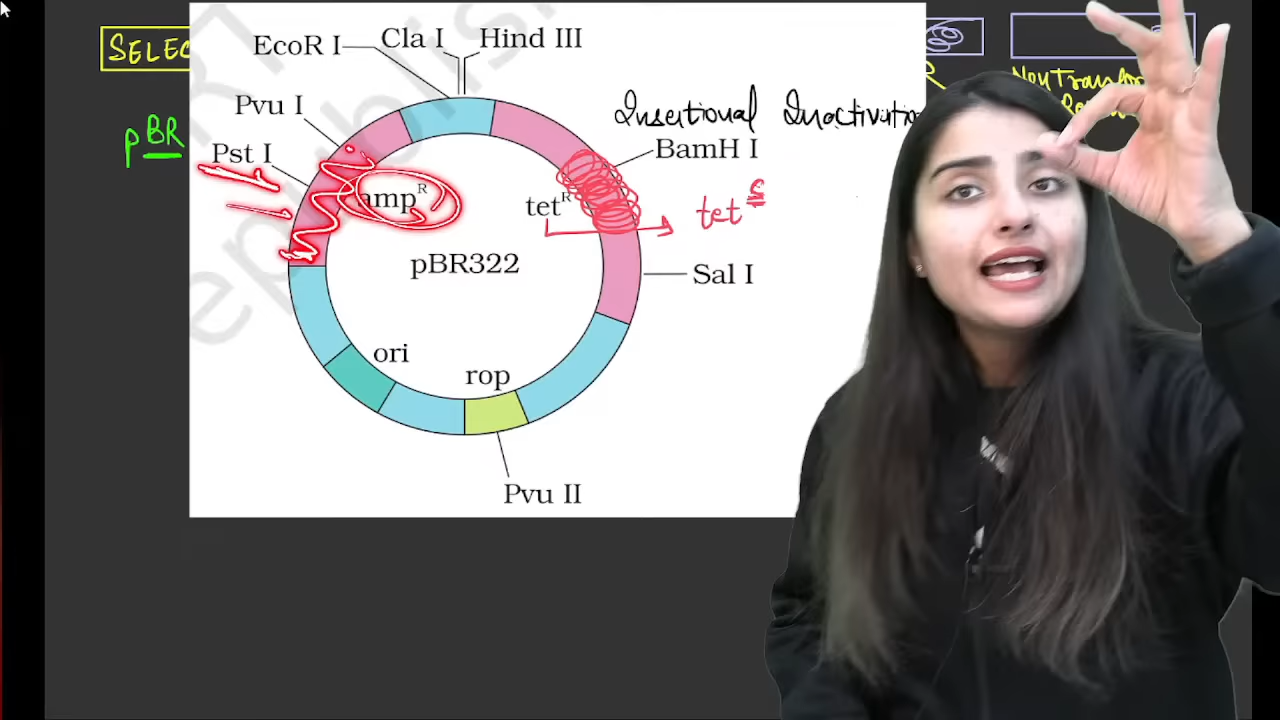 SELEC
pBR
EcoR I
Cla I
Hind III
Pvu I
Pst I
Insertional Inactivatio
BamH I
amp R
tet R
tet S
pBR322
Sal I
ori
rop
Pvu II